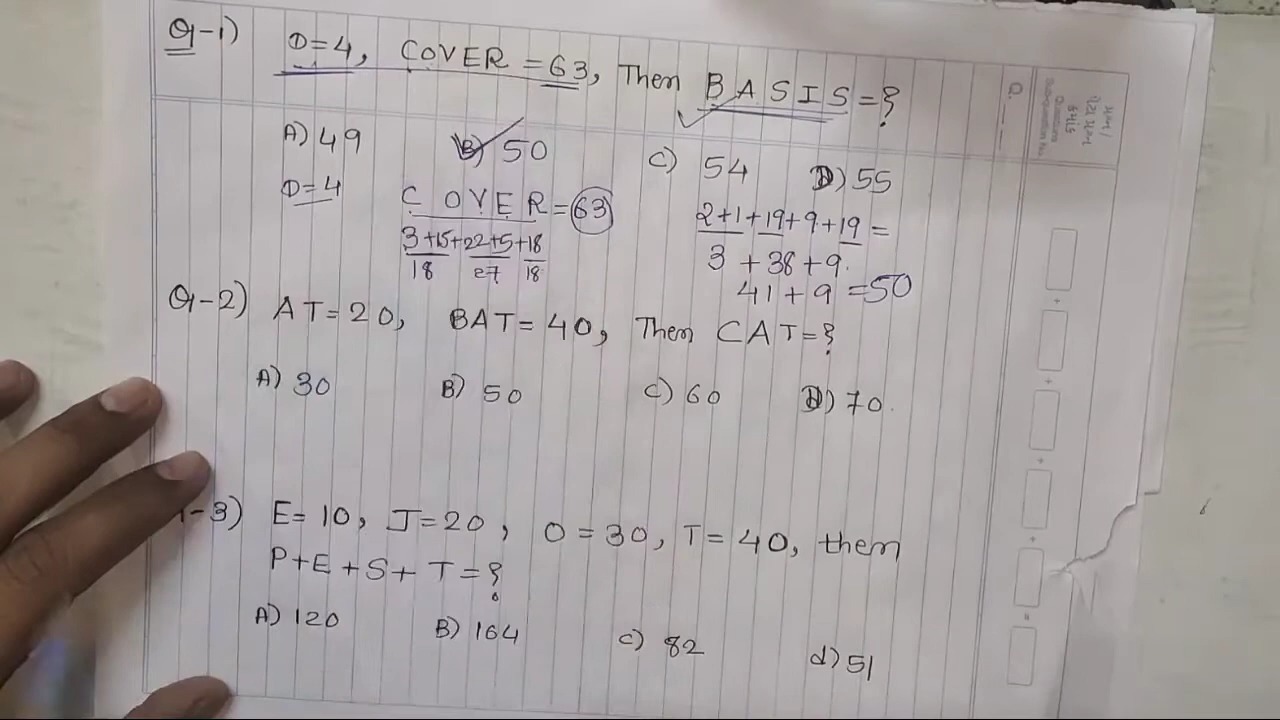 Q-1) D=4, COVER=63, Then BASIS=?
A) 49 B) 50 C) 54 D) 55
D=4 COVER=63 2+1+19+9+19=
3+15+22+5+18 3+38+9
18 27 18 41+9=50
Q-2) AT=20, BAT=40, Then CAT=?
A) 30 B) 50 C) 60 D) 70
-3) E=10, J=20, O=30, T=40, them
P+E+S+T=?
A) 120 B) 164 C) 82 d) 51
Q.